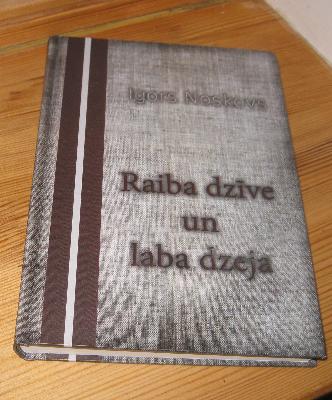 Igors Noskovs
Raiba dzīve
un
laba dzeja